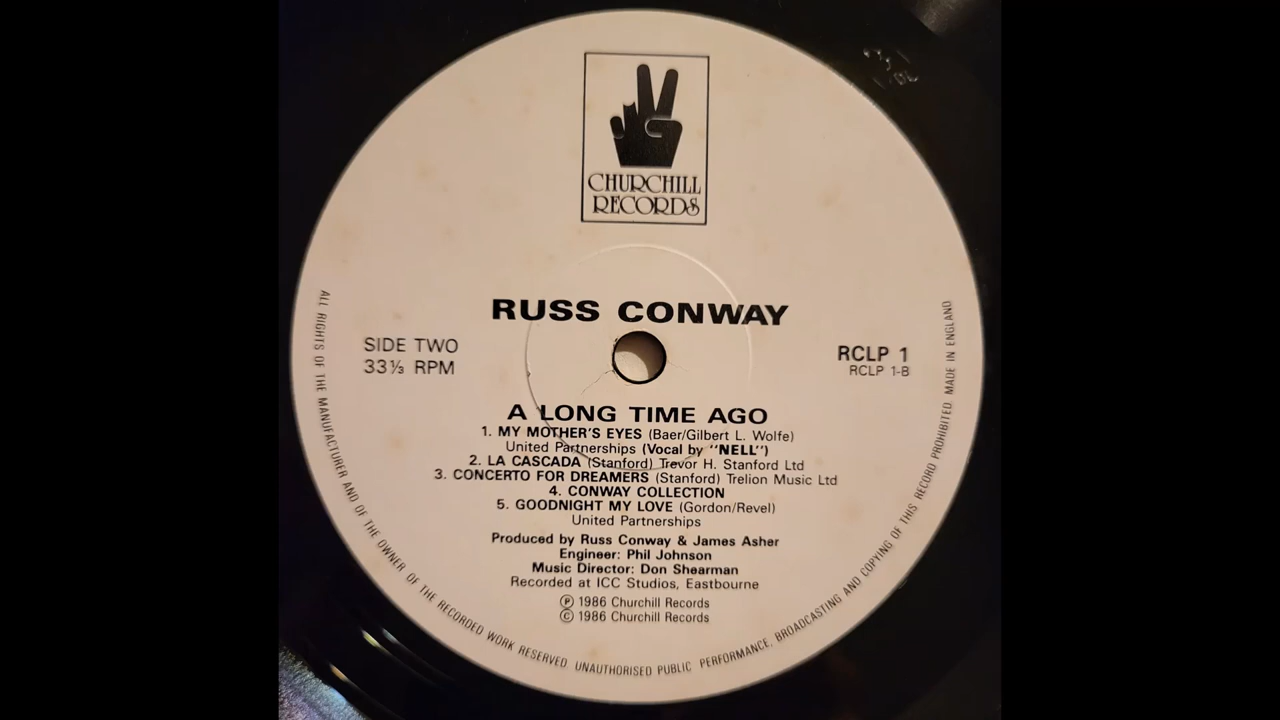 CHURCHILL
RECORDS
RUSS CONWAY
SIDE TWO
33⅓ RPM
RCLP 1
RCLP 1-B
A LONG TIME AGO
1. MY MOTHER'S EYES (Baer/Gilbert L. Wolfe)
United Partnerships (Vocal by "NELL")
2. LA CASCADA (Stanford) Trevor H. Stanford Ltd
3. CONCERTO FOR DREAMERS (Stanford) Trelion Music Ltd
4. CONWAY COLLECTION
5. GOODNIGHT MY LOVE (Gordon/Revel)
United Partnerships
Produced by Russ Conway & James Asher
Engineer: Phil Johnson
Music Director: Don Shearman
Recorded at ICC Studios, Eastbourne
℗ 1986 Churchill Records
© 1986 Churchill Records
ALL RIGHTS OF THE MANUFACTURER AND OF THE OWNER OF THE RECORDED WORK RESERVED. UNAUTHORISED PUBLIC PERFORMANCE, BROADCASTING AND COPYING OF THIS RECORD PROHIBITED. MADE IN ENGLAND